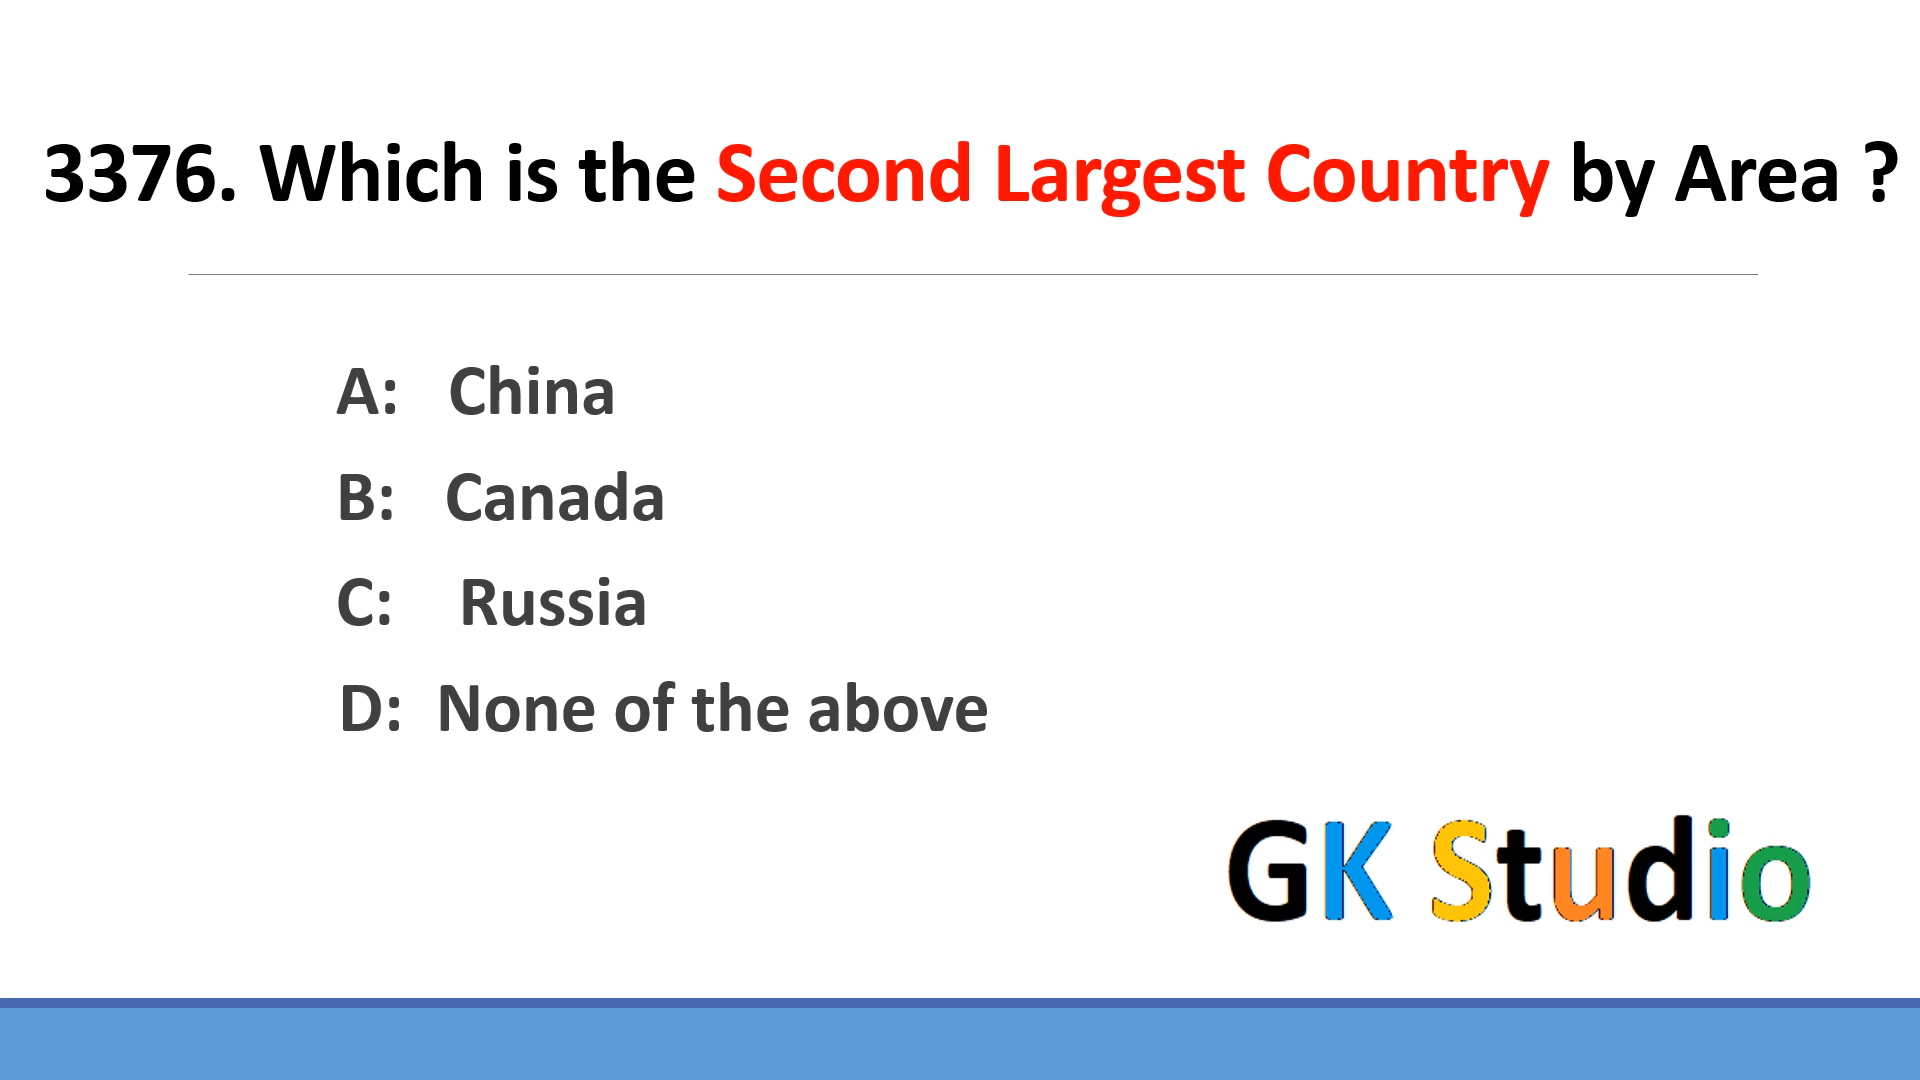 3376. Which is the Second Largest Country by Area ?
A: China
B: Canada
C: Russia
D: None of the above
GK Studio